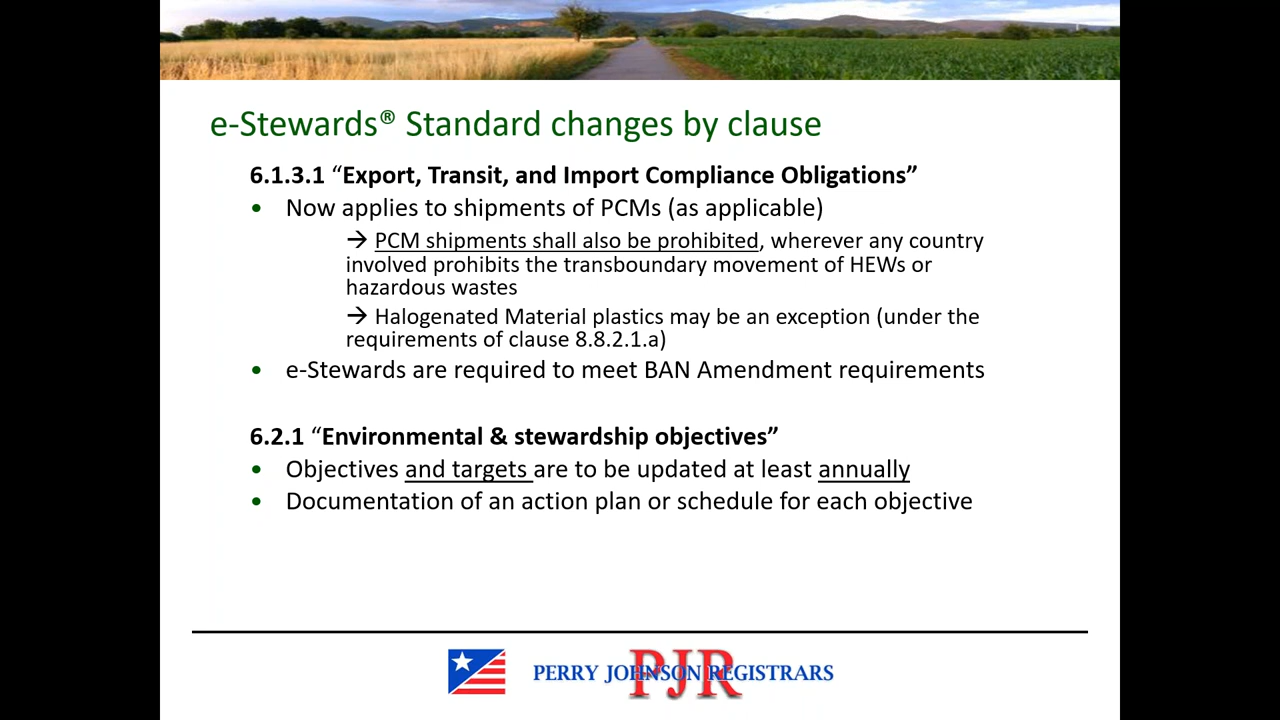 e-Stewards® Standard changes by clause
6.1.3.1 “Export, Transit, and Import Compliance Obligations”
• Now applies to shipments of PCMs (as applicable)
→ PCM shipments shall also be prohibited, wherever any country
involved prohibits the transboundary movement of HEWs or
hazardous wastes
→ Halogenated Material plastics may be an exception (under the
requirements of clause 8.8.2.1.a)
• e-Stewards are required to meet BAN Amendment requirements
6.2.1 “Environmental & stewardship objectives”
• Objectives and targets are to be updated at least annually
• Documentation of an action plan or schedule for each objective
PJR
PERRY JOHNSON REGISTRARS